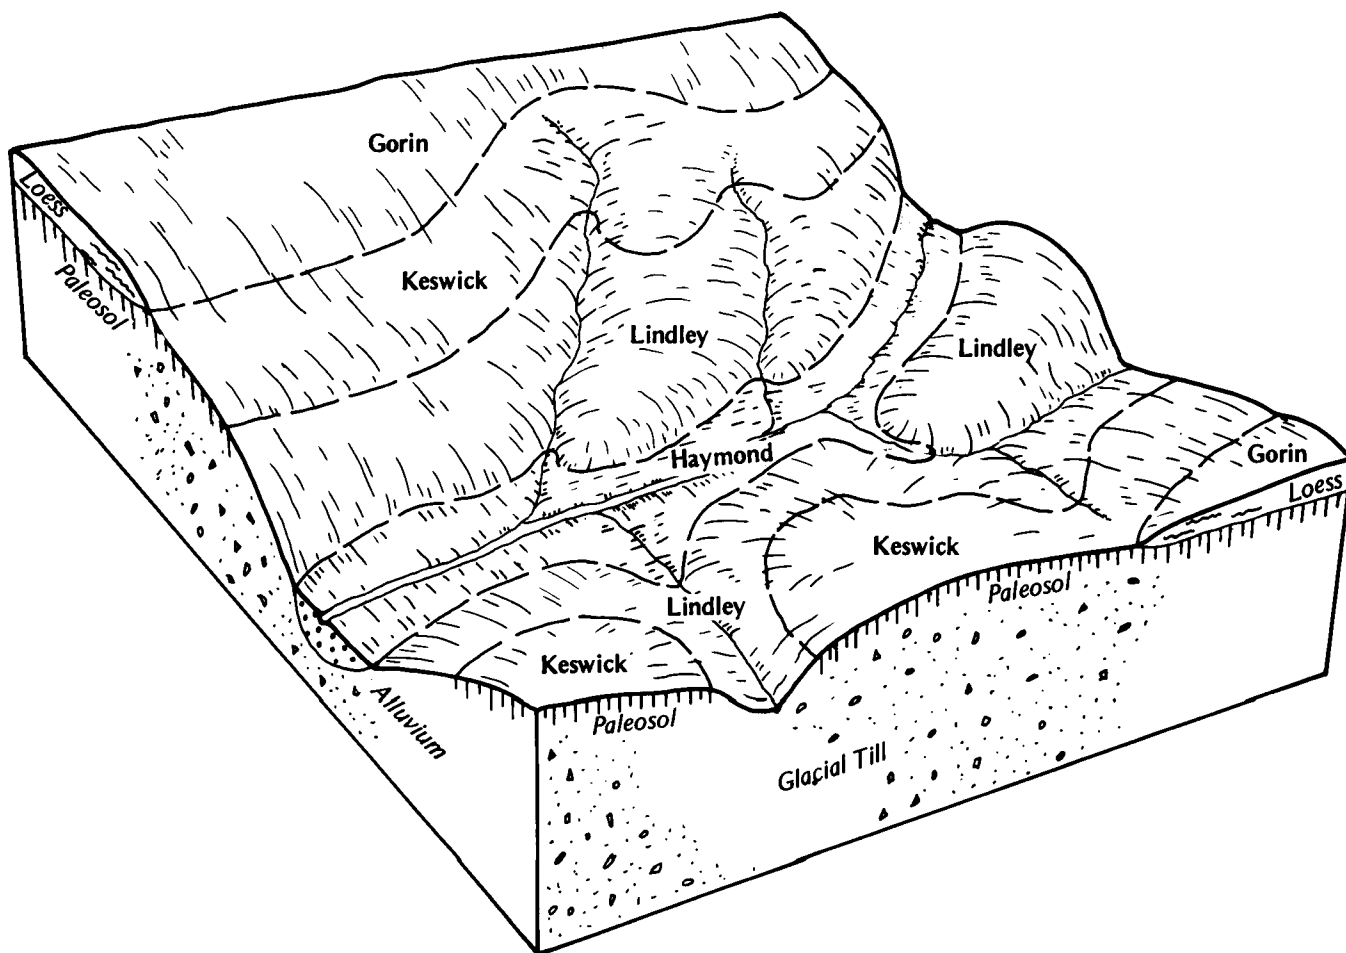 Gorin
Loess
Paleosol
Keswick
Lindley
Lindley
Haymond
Gorin
Loess
Keswick
Paleosol
Lindley
Keswick
Alluvium
Paleosol
Glacial Till